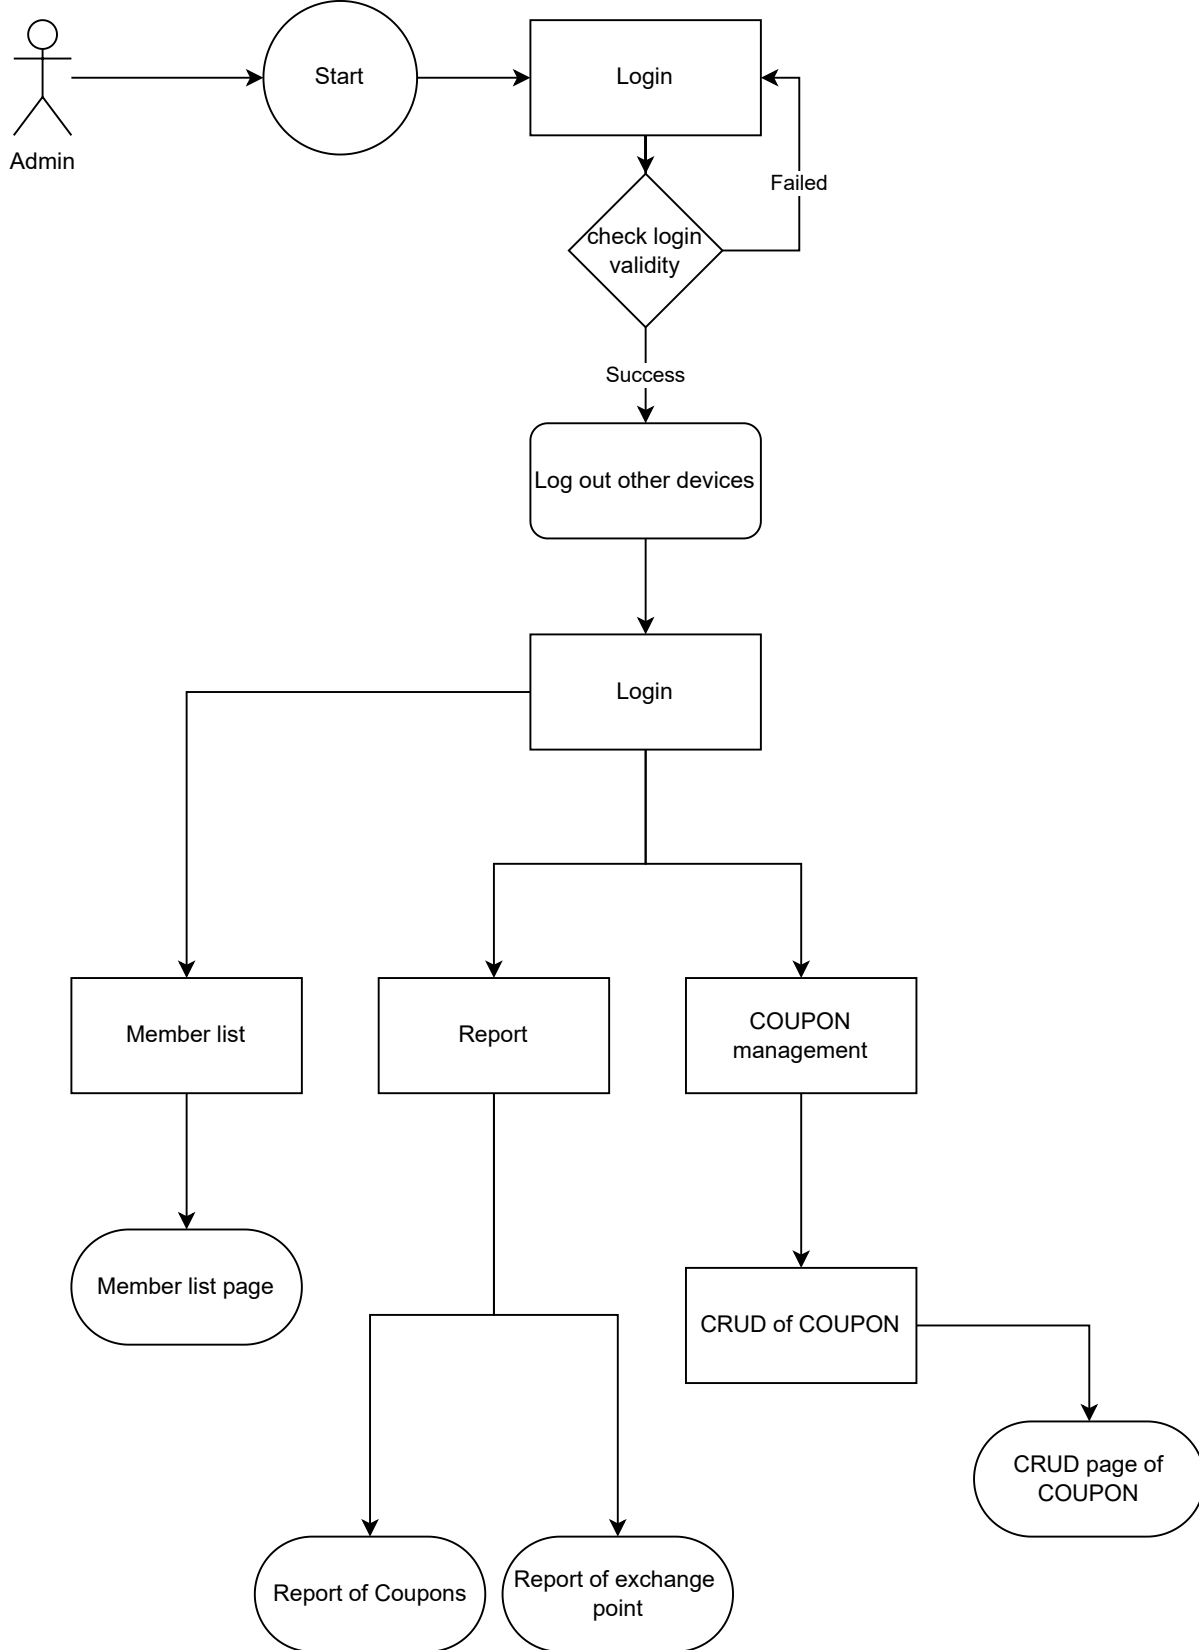 Start
Login
Admin
Failed
check login
validity
Success
Log out other devices
Login
Member list
Report
COUPON
management
Member list page
CRUD of COUPON
CRUD page of
COUPON
Report of Coupons
Report of exchange
point